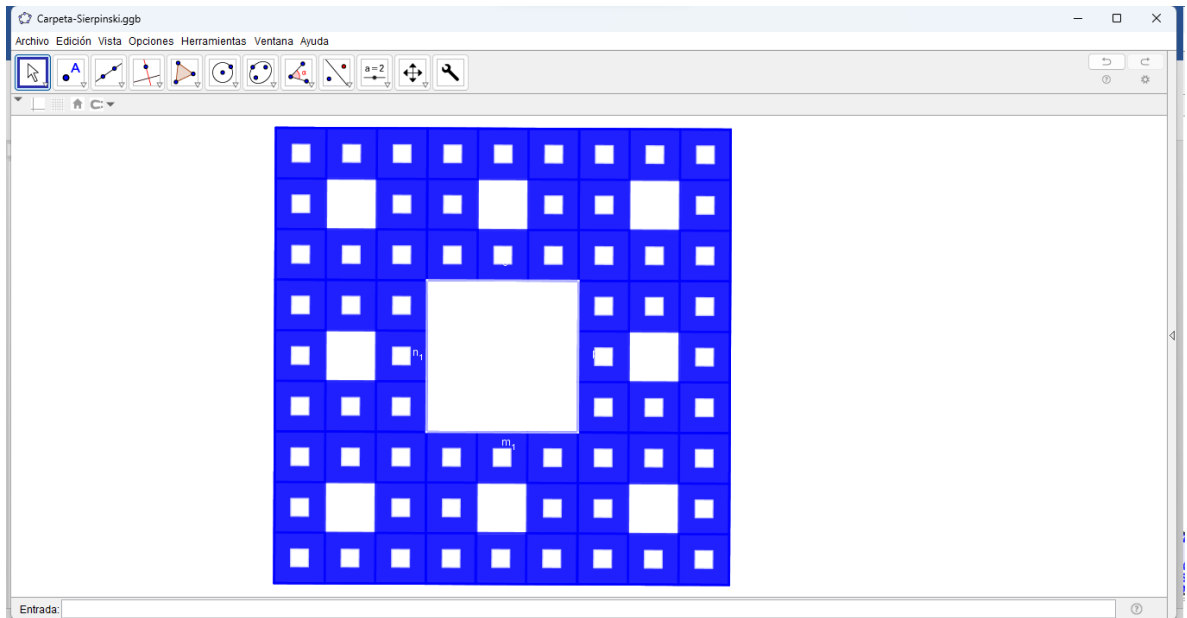 Carpeta-Sierpinski.ggb
Archivo Edición Vista Opciones Herramientas Ventana Ayuda
A
α
a=2
n₁
m₁
Entrada: